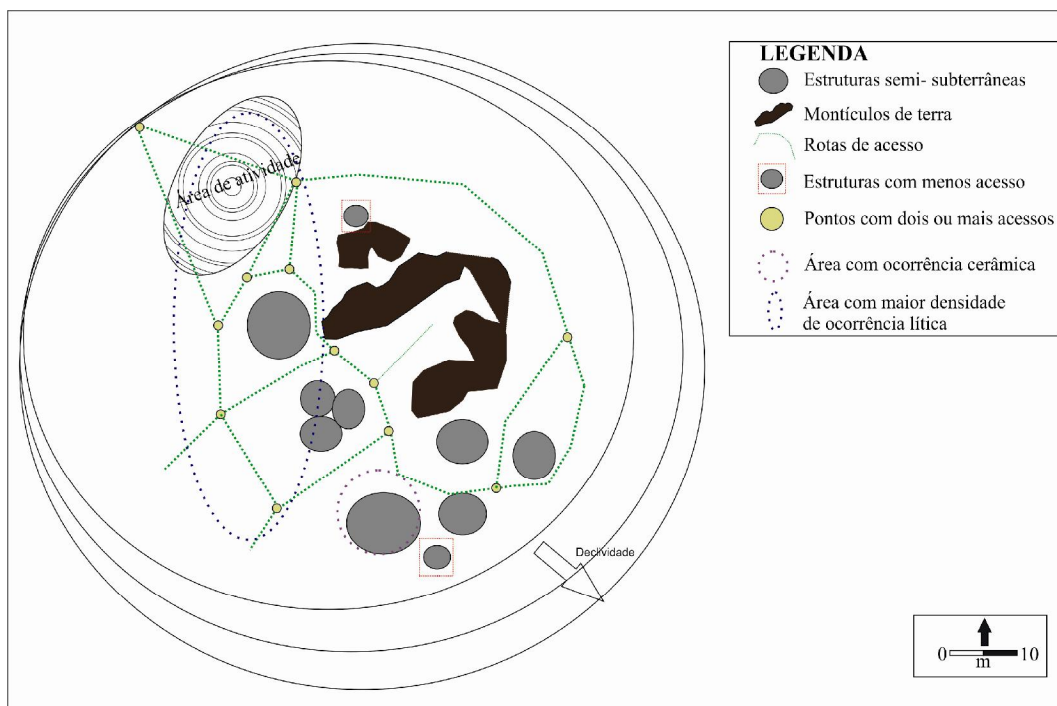 LEGENDA
Estruturas semi- subterrâneas
Montículos de terra
Rotas de acesso
Estruturas com menos acesso
Pontos com dois ou mais acessos
Área com ocorrência cerâmica
Área com maior densidade
de ocorrência lítica
Área de atividade
Declividade
0 10
m